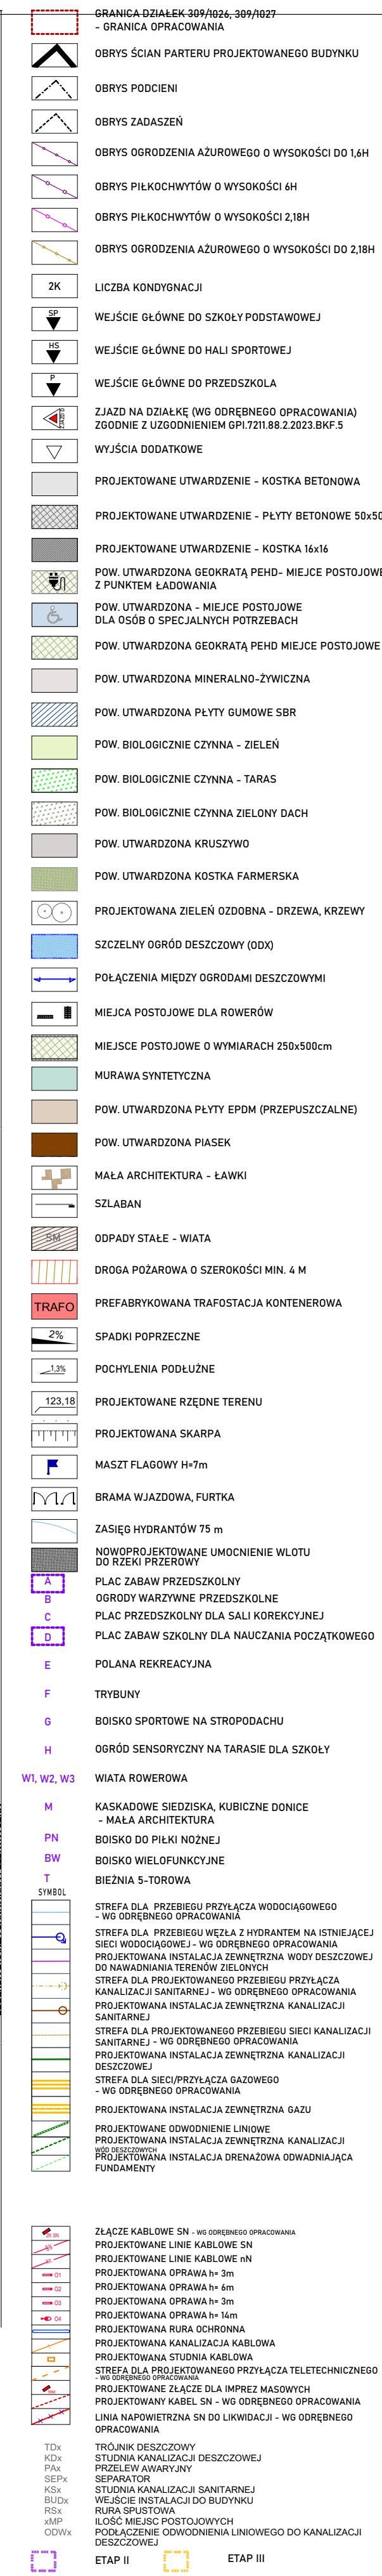 GRANICA DZIAŁEK 309/1026, 309/1027
- GRANICA OPRACOWANIA
OBRYS ŚCIAN PARTERU PROJEKTOWANEGO BUDYNKU
OBRYS PODCIENI
OBRYS ZADASZEŃ
OBRYS OGRODZENIA AŻUROWEGO O WYSOKOŚCI DO 1,6H
OBRYS PIŁKOCHWYTÓW O WYSOKOŚCI 6H
OBRYS PIŁKOCHWYTÓW O WYSOKOŚCI 2,18H
OBRYS OGRODZENIA AŻUROWEGO O WYSOKOŚCI DO 2,18H
2K LICZBA KONDYGNACJI
SP WEJŚCIE GŁÓWNE DO SZKOŁY PODSTAWOWEJ
HS WEJŚCIE GŁÓWNE DO HALI SPORTOWEJ
P WEJŚCIE GŁÓWNE DO PRZEDSZKOLA
ZJAZD NA DZIAŁKĘ (WG ODRĘBNEGO OPRACOWANIA)
ZGODNIE Z UZGODNIENIEM GPI.7211.88.2.2023.BKF.5
WYJŚCIA DODATKOWE
PROJEKTOWANE UTWARDZENIE - KOSTKA BETONOWA
PROJEKTOWANE UTWARDZENIE - PŁYTY BETONOWE 50x50
PROJEKTOWANE UTWARDZENIE - KOSTKA 16x16
POW. UTWARDZONA GEOKRATĄ PEHD- MIEJSCE POSTOJOWE
Z PUNKTEM ŁADOWANIA
POW. UTWARDZONA - MIEJSCE POSTOJOWE
DLA OSÓB O SPECJALNYCH POTRZEBACH
POW. UTWARDZONA GEOKRATĄ PEHD MIEJCE POSTOJOWE
POW. UTWARDZONA MINERALNO-ŻYWICZNA
POW. UTWARDZONA PŁYTY GUMOWE SBR
POW. BIOLOGICZNIE CZYNNA - ZIELEŃ
POW. BIOLOGICZNIE CZYNNA - TARAS
POW. BIOLOGICZNIE CZYNNA ZIELONY DACH
POW. UTWARDZONA KRUSZYWO
POW. UTWARDZONA KOSTKA FARMERSKA
PROJEKTOWANA ZIELEŃ OZDOBNA - DRZEWA, KRZEWY
SZCZELNY OGRÓD DESZCZOWY (ODX)
POŁĄCZENIA MIĘDZY OGRODAMI DESZCZOWYMI
MIEJCA POSTOJOWE DLA ROWERÓW
MIEJSCE POSTOJOWE O WYMIARACH 250x500cm
MURAWA SYNTETYCZNA
POW. UTWARDZONA PŁYTY EPDM (PRZEPUSZCZALNE)
POW. UTWARDZONA PIASEK
MAŁA ARCHITEKTURA - ŁAWKI
SZLABAN
SM ODPADY STAŁE - WIATA
DROGA POŻAROWA O SZEROKOŚCI MIN. 4 M
TRAFO PREFABRYKOWANA TRAFOSTACJA KONTENEROWA
2% SPADKI POPRZECZNE
1,3% POCHYLENIA PODŁUŻNE
123,18 PROJEKTOWANE RZĘDNE TERENU
PROJEKTOWANA SKARPA
MASZT FLAGOWY H=7m
BRAMA WJAZDOWA, FURTKA
ZASIĘG HYDRANTÓW 75 m
NOWOPROJEKTOWANE UMOCNIENIE WLOTU
DO RZEKI PRZEROWY
A PLAC ZABAW PRZEDSZKOLNY
B OGRODY WARZYWNE PRZEDSZKOLNE
C PLAC PRZEDSZKOLNY DLA SALI KOREKCYJNEJ
D PLAC ZABAW SZKOLNY DLA NAUCZANIA POCZĄTKOWEGO
E POLANA REKREACYJNA
F TRYBUNY
G BOISKO SPORTOWE NA STROPODACHU
H OGRÓD SENSORYCZNY NA TARASIE DLA SZKOŁY
W1, W2, W3 WIATA ROWEROWA
M KASKADOWE SIEDZISKA, KUBICZNE DONICE
- MAŁA ARCHITEKTURA
PN BOISKO DO PIŁKI NOŻNEJ
BW BOISKO WIELOFUNKCYJNE
T BIEŻNIA 5-TOROWA
SYMBOL
STREFA DLA PRZEBIEGU PRZYŁĄCZA WODOCIĄGOWEGO
- WG ODRĘBNEGO OPRACOWANIA
STREFA DLA PRZEBIEGU WĘZŁA Z HYDRANTEM NA ISTNIEJĄCEJ
SIECI WODOCIĄGOWEJ - WG ODRĘBNEGO OPRACOWANIA
PROJEKTOWANA INSTALACJA ZEWNĘTRZNA WODY DESZCZOWEJ
DO NAWADNIANIA TERENÓW ZIELONYCH
STREFA DLA PROJEKTOWANEGO PRZEBIEGU PRZYŁĄCZA
KANALIZACJI SANITARNEJ - WG ODRĘBNEGO OPRACOWANIA
PROJEKTOWANA INSTALACJA ZEWNĘTRZNA KANALIZACJI
SANITARNEJ
STREFA DLA PROJEKTOWANEGO PRZEBIEGU SIECI KANALIZACJI
SANITARNEJ - WG ODRĘBNEGO OPRACOWANIA
PROJEKTOWANA INSTALACJA ZEWNĘTRZNA KANALIZACJI
DESZCZOWEJ
STREFA DLA SIECI/PRZYŁĄCZA GAZOWEGO
- WG ODRĘBNEGO OPRACOWANIA
PROJEKTOWANA INSTALACJA ZEWNĘTRZNA GAZU
PROJEKTOWANE ODWODNIENIE LINIOWE
PROJEKTOWANA INSTALACJA ZEWNĘTRZNA KANALIZACJI
WÓD DESZCZOWYCH
PROJEKTOWANA INSTALACJA DRENAŻOWA ODWADNIAJĄCA
FUNDAMENTY
ZŁĄCZE KABLOWE SN - WG ODRĘBNEGO OPRACOWANIA
PROJEKTOWANE LINIE KABLOWE SN
PROJEKTOWANE LINIE KABLOWE nN
O1 PROJEKTOWANA OPRAWA h= 3m
O2 PROJEKTOWANA OPRAWA h= 6m
O3 PROJEKTOWANA OPRAWA h= 3m
O4 PROJEKTOWANA OPRAWA h= 14m
PROJEKTOWANA RURA OCHRONNA
PROJEKTOWANA KANALIZACJA KABLOWA
PROJEKTOWANA STUDNIA KABLOWA
STREFA DLA PROJEKTOWANEGO PRZYŁĄCZA TELETECHNICZNEGO
- WG ODRĘBNEGO OPRACOWANIA
PROJEKTOWANE ZŁĄCZE DLA IMPREZ MASOWYCH
PROJEKTOWANY KABEL SN - WG ODRĘBNEGO OPRACOWANIA
LINIA NAPOWIETRZNA SN DO LIKWIDACJI - WG ODRĘBNEGO
OPRACOWANIA
TDx TRÓJNIK DESZCZOWY
KDx STUDNIA KANALIZACJI DESZCZOWEJ
PAx PRZELEW AWARYJNY
SEPx SEPARATOR
KSx STUDNIA KANALIZACJI SANITARNEJ
BUDx WEJŚCIE INSTALACJI DO BUDYNKU
RSx RURA SPUSTOWA
xMP ILOŚĆ MIEJSC POSTOJOWYCH
ODWx PODŁĄCZENIE ODWODNIENIA LINIOWEGO DO KANALIZACJI
DESZCZOWEJ
ETAP II ETAP III